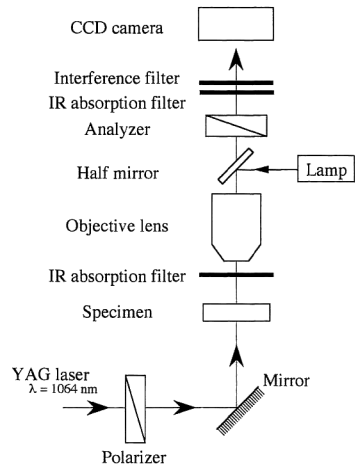 CCD camera
Interference filter
IR absorption filter
Analyzer
Half mirror
Lamp
Objective lens
IR absorption filter
Specimen
YAG laser
λ = 1064 nm
Mirror
Polarizer